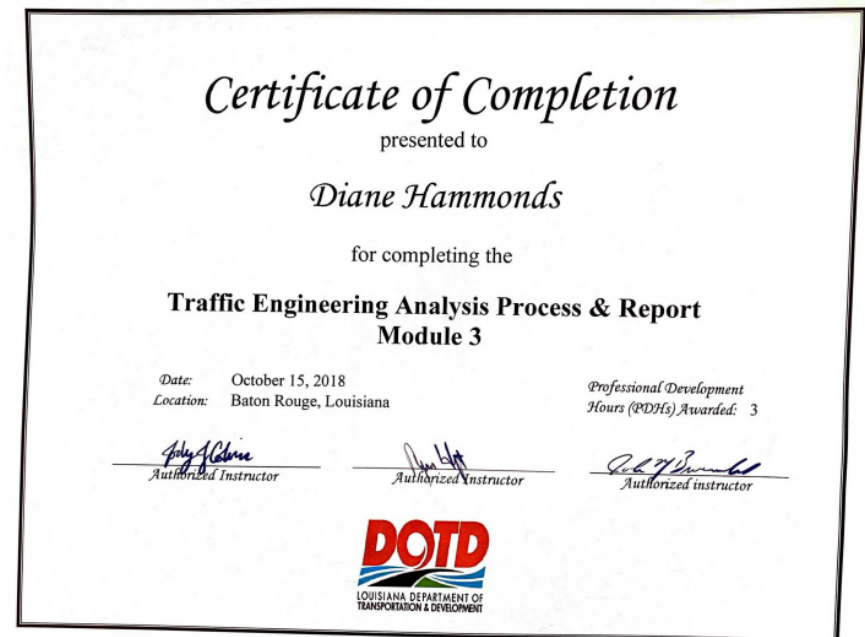 Certificate of Completion
presented to
Diane Hammonds
for completing the
Traffic Engineering Analysis Process & Report
Module 3
Date: October 15, 2018
Location: Baton Rouge, Louisiana
Professional Development
Hours (PDHs) Awarded: 3
Authorized Instructor
Authorized Instructor
Authorized instructor
DOTD
LOUISIANA DEPARTMENT OF
TRANSPORTATION & DEVELOPMENT